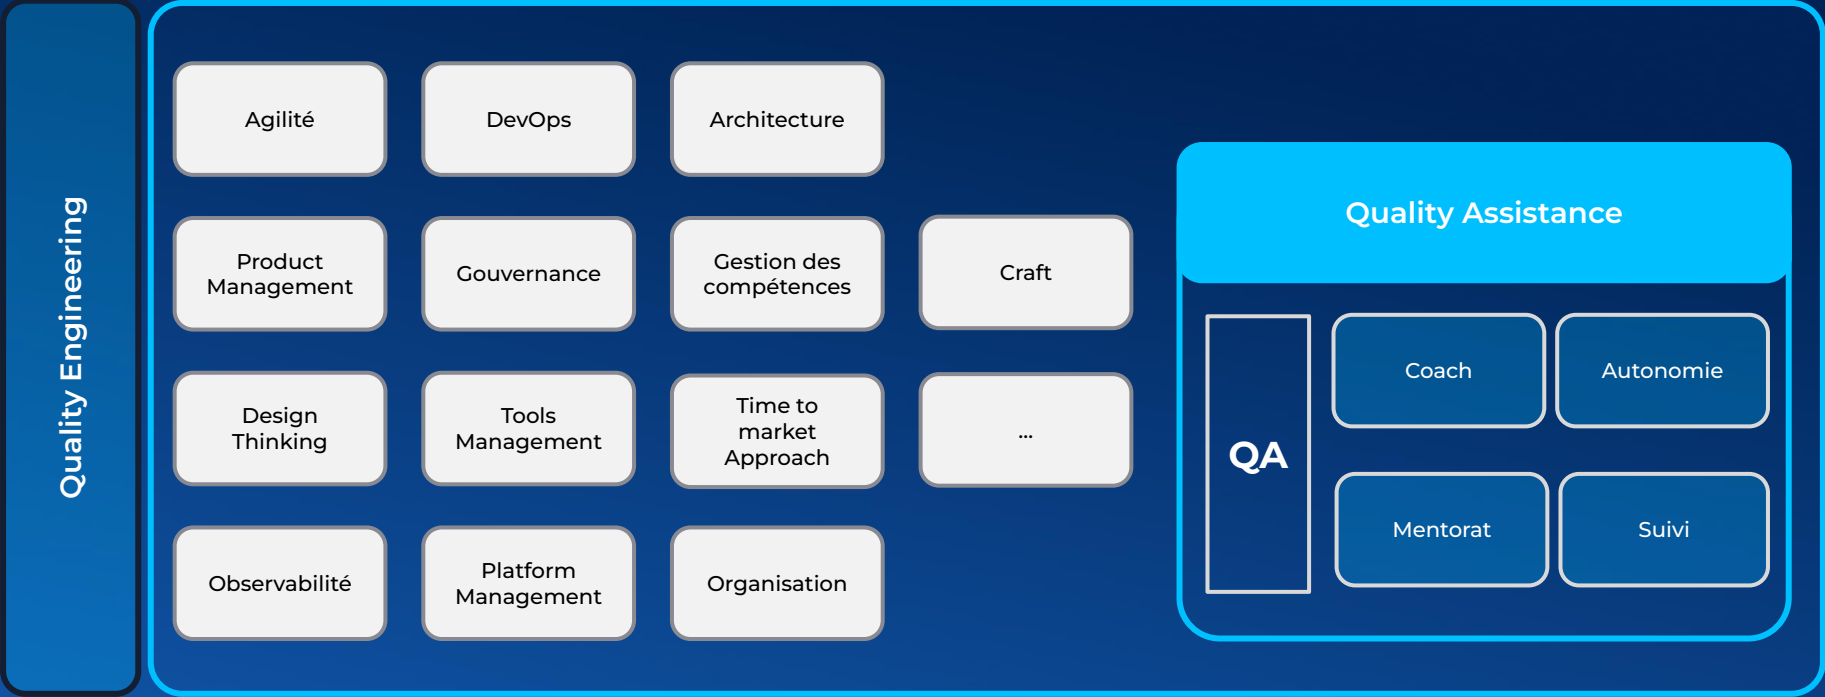 Quality Engineering
Agilité
DevOps
Architecture
Product
Management
Gouvernance
Gestion des
compétences
Craft
Design
Thinking
Tools
Management
Time to
market
Approach
...
Observabilité
Platform
Management
Organisation
Quality Assistance
QA
Coach
Autonomie
Mentorat
Suivi